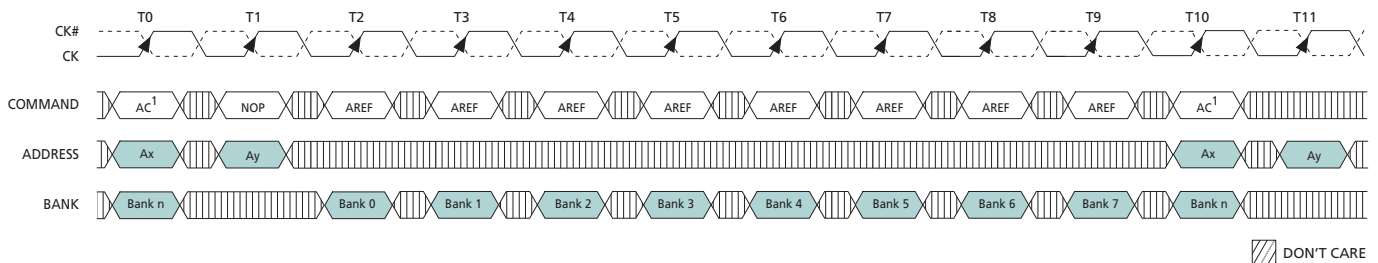 T0 T1 T2 T3 T4 T5 T6 T7 T8 T9 T10 T11
CK#
CK
COMMAND AC1 NOP AREF AREF AREF AREF AREF AREF AREF AREF AC1
ADDRESS Ax Ay Ax Ay
BANK Bank n Bank 0 Bank 1 Bank 2 Bank 3 Bank 4 Bank 5 Bank 6 Bank 7 Bank n
DON'T CARE